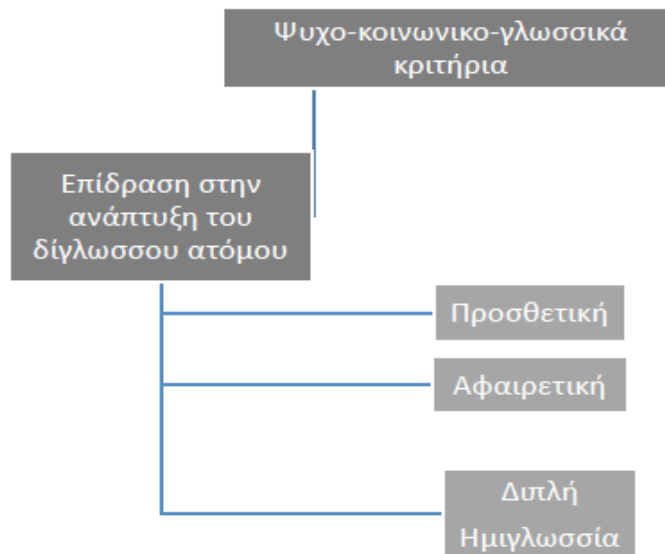 Ψυχο-κοινωνικο-γλωσσικά
κριτήρια
Επίδραση στην
ανάπτυξη του
δίγλωσσου ατόμου
Προσθετική
Αφαιρετική
Διπλή
Ημιγλωσσία